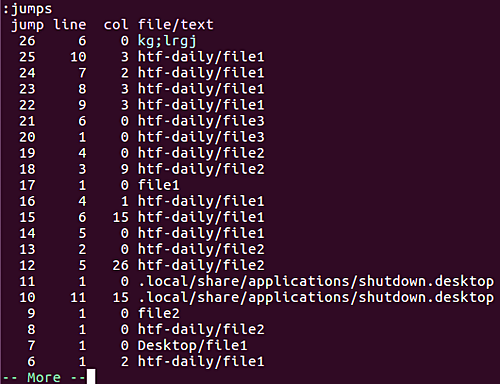 :jumps
 jump line  col file/text
  26     6    0 kg;lrgj
  25    10    3 htf-daily/file1
  24     7    2 htf-daily/file1
  23     8    3 htf-daily/file1
  22     9    3 htf-daily/file1
  21     6    0 htf-daily/file3
  20     1    0 htf-daily/file3
  19     4    0 htf-daily/file2
  18     3    9 htf-daily/file2
  17     1    0 file1
  16     4    1 htf-daily/file1
  15     6   15 htf-daily/file1
  14     5    0 htf-daily/file1
  13     2    0 htf-daily/file2
  12     5   26 htf-daily/file2
  11     1    0 .local/share/applications/shutdown.desktop
  10    11   15 .local/share/applications/shutdown.desktop
   9     1    0 file2
   8     1    0 htf-daily/file2
   7     1    0 Desktop/file1
   6     1    2 htf-daily/file1
-- More --